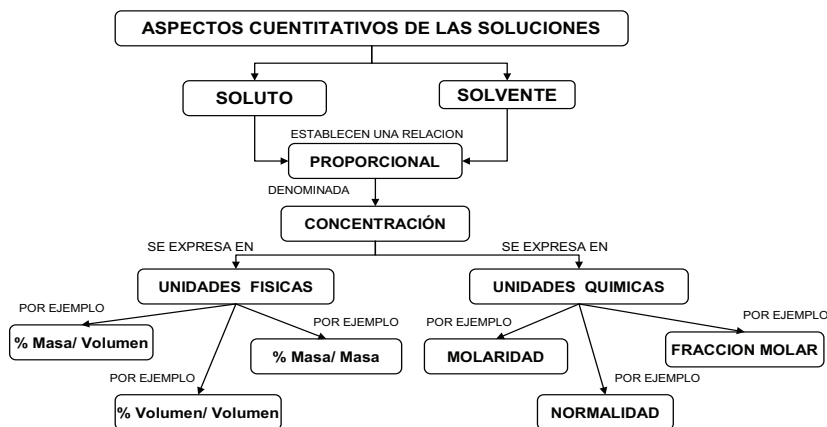 ASPECTOS CUENTITATIVOS DE LAS SOLUCIONES
SOLUTO
SOLVENTE
ESTABLECEN UNA RELACION
PROPORCIONAL
DENOMINADA
CONCENTRACIÓN
SE EXPRESA EN
SE EXPRESA EN
UNIDADES FISICAS
UNIDADES QUIMICAS
POR EJEMPLO
POR EJEMPLO
POR EJEMPLO
POR EJEMPLO
% Masa/ Volumen
% Masa/ Masa
MOLARIDAD
FRACCION MOLAR
POR EJEMPLO
POR EJEMPLO
% Volumen/ Volumen
NORMALIDAD